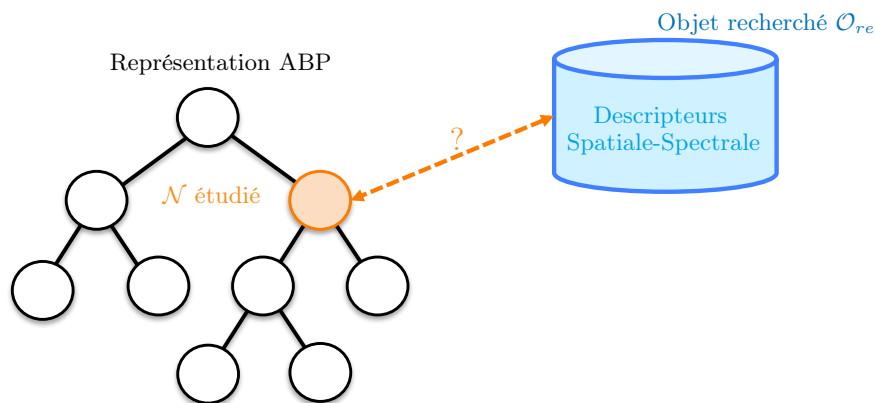 Objet recherché 𝒪re
Représentation ABP
Descripteurs
Spatiale-Spectrale
?
𝒩 étudié